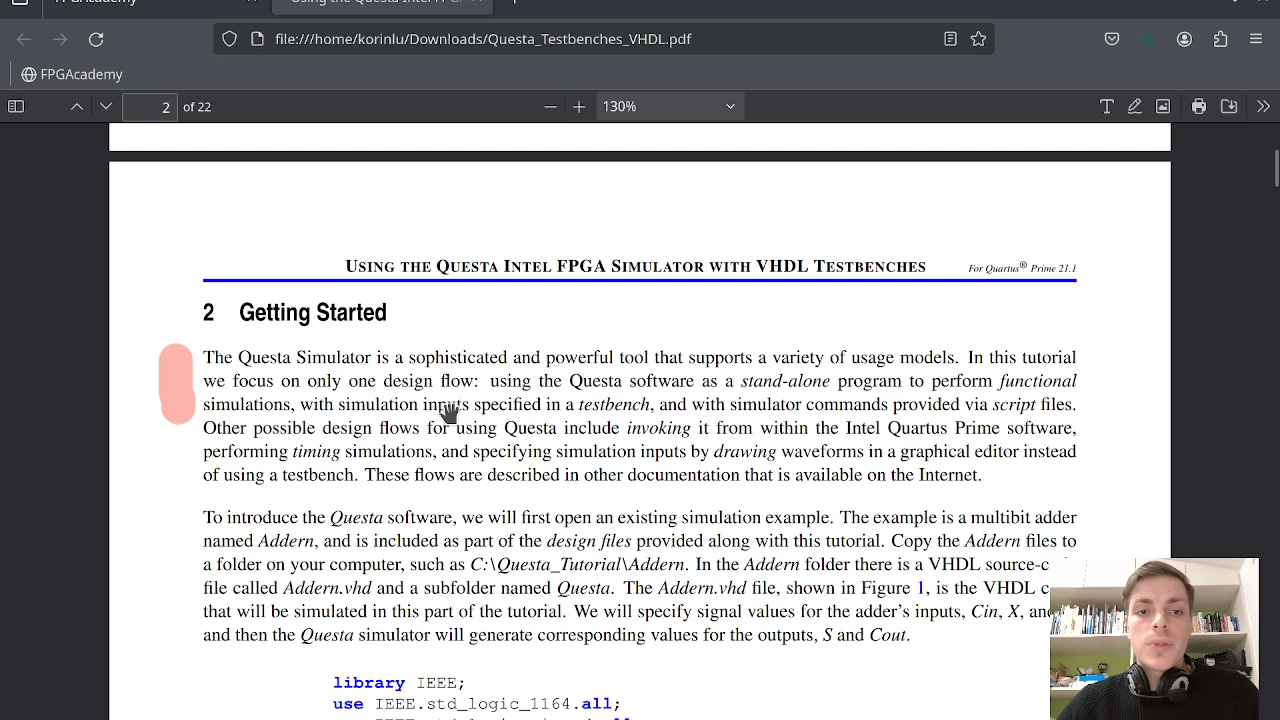 FPGAcademy
Using the Questa Intel FPGA
file:///home/korinlu/Downloads/Questa_Testbenches_VHDL.pdf
FPGAcademy
2 of 22
130%
USING THE QUESTA INTEL FPGA SIMULATOR WITH VHDL TESTBENCHES For Quartus® Prime 21.1
2 Getting Started
The Questa Simulator is a sophisticated and powerful tool that supports a variety of usage models. In this tutorial
we focus on only one design flow: using the Questa software as a stand-alone program to perform functional
simulations, with simulation inputs specified in a testbench, and with simulator commands provided via script files.
Other possible design flows for using Questa include invoking it from within the Intel Quartus Prime software,
performing timing simulations, and specifying simulation inputs by drawing waveforms in a graphical editor instead
of using a testbench. These flows are described in other documentation that is available on the Internet.
To introduce the Questa software, we will first open an existing simulation example. The example is a multibit adder
named Addern, and is included as part of the design files provided along with this tutorial. Copy the Addern files to
a folder on your computer, such as C:\Questa_Tutorial\Addern. In the Addern folder there is a VHDL source-c
file called Addern.vhd and a subfolder named Questa. The Addern.vhd file, shown in Figure 1, is the VHDL c
that will be simulated in this part of the tutorial. We will specify signal values for the adder's inputs, Cin, X, an
and then the Questa simulator will generate corresponding values for the outputs, S and Cout.
library IEEE;
use IEEE.std_logic_1164.all;